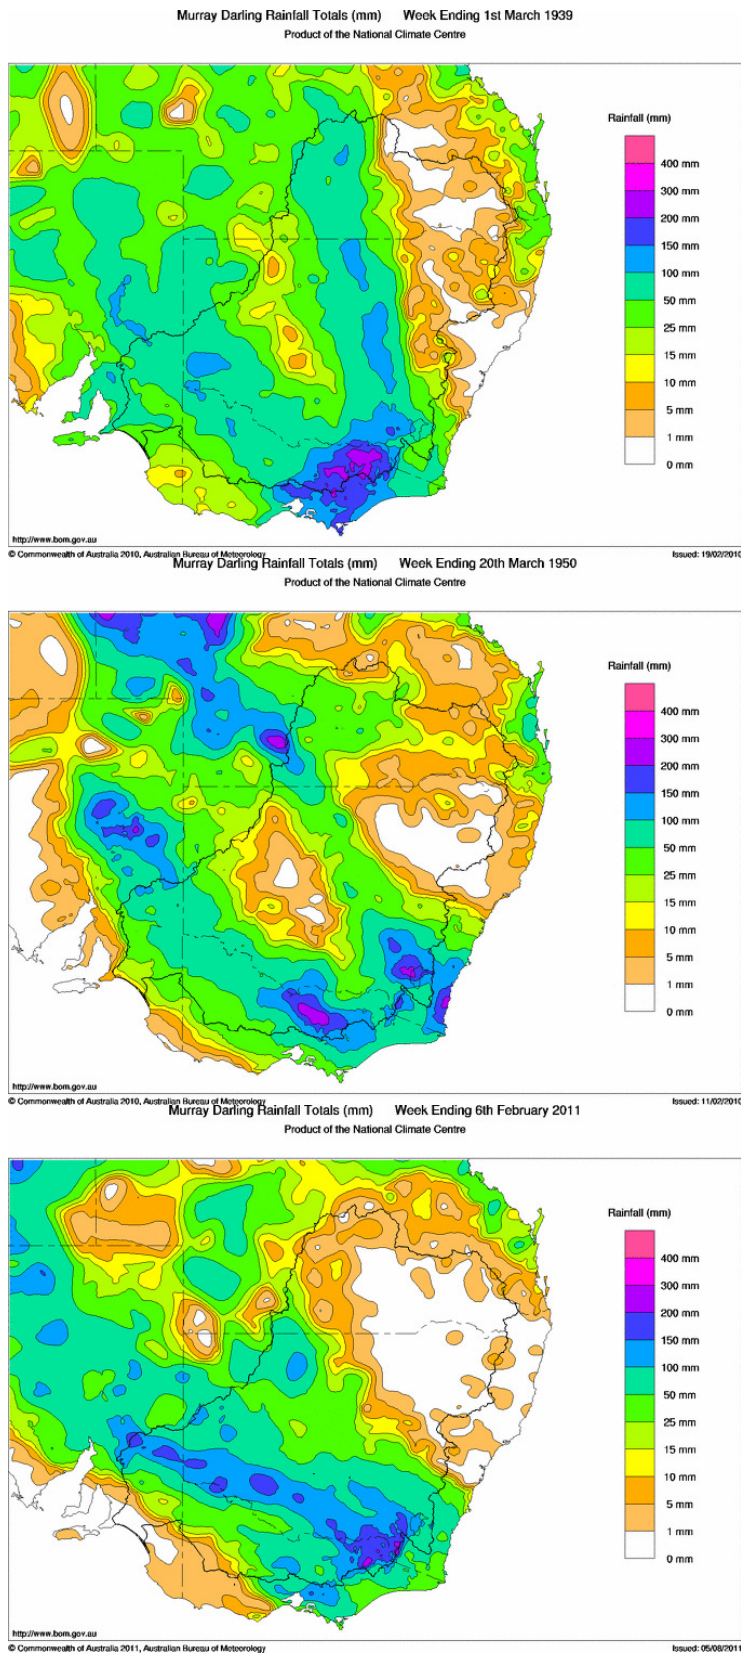 Murray Darling Rainfall Totals (mm) Week Ending 1st March 1939
Product of the National Climate Centre
Rainfall (mm)
400 mm
300 mm
200 mm
150 mm
100 mm
50 mm
25 mm
15 mm
10 mm
5 mm
1 mm
0 mm
http://www.bom.gov.au
© Commonwealth of Australia 2010, Australian Bureau of Meteorology Issued: 19/02/2010
Murray Darling Rainfall Totals (mm) Week Ending 20th March 1950
Product of the National Climate Centre
Rainfall (mm)
400 mm
300 mm
200 mm
150 mm
100 mm
50 mm
25 mm
15 mm
10 mm
5 mm
1 mm
0 mm
http://www.bom.gov.au
© Commonwealth of Australia 2010, Australian Bureau of Meteorology Issued: 11/02/2010
Murray Darling Rainfall Totals (mm) Week Ending 6th February 2011
Product of the National Climate Centre
Rainfall (mm)
400 mm
300 mm
200 mm
150 mm
100 mm
50 mm
25 mm
15 mm
10 mm
5 mm
1 mm
0 mm
http://www.bom.gov.au
© Commonwealth of Australia 2011, Australian Bureau of Meteorology Issued: 05/08/2011